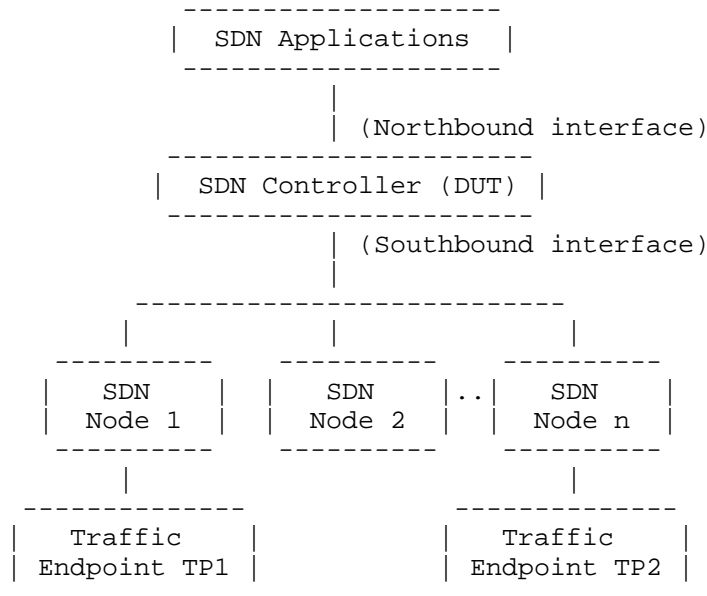 SDN Applications
(Northbound interface)
SDN Controller (DUT)
(Southbound interface)
SDN SDN .. SDN
Node 1 Node 2 Node n
Traffic Traffic
Endpoint TP1 Endpoint TP2